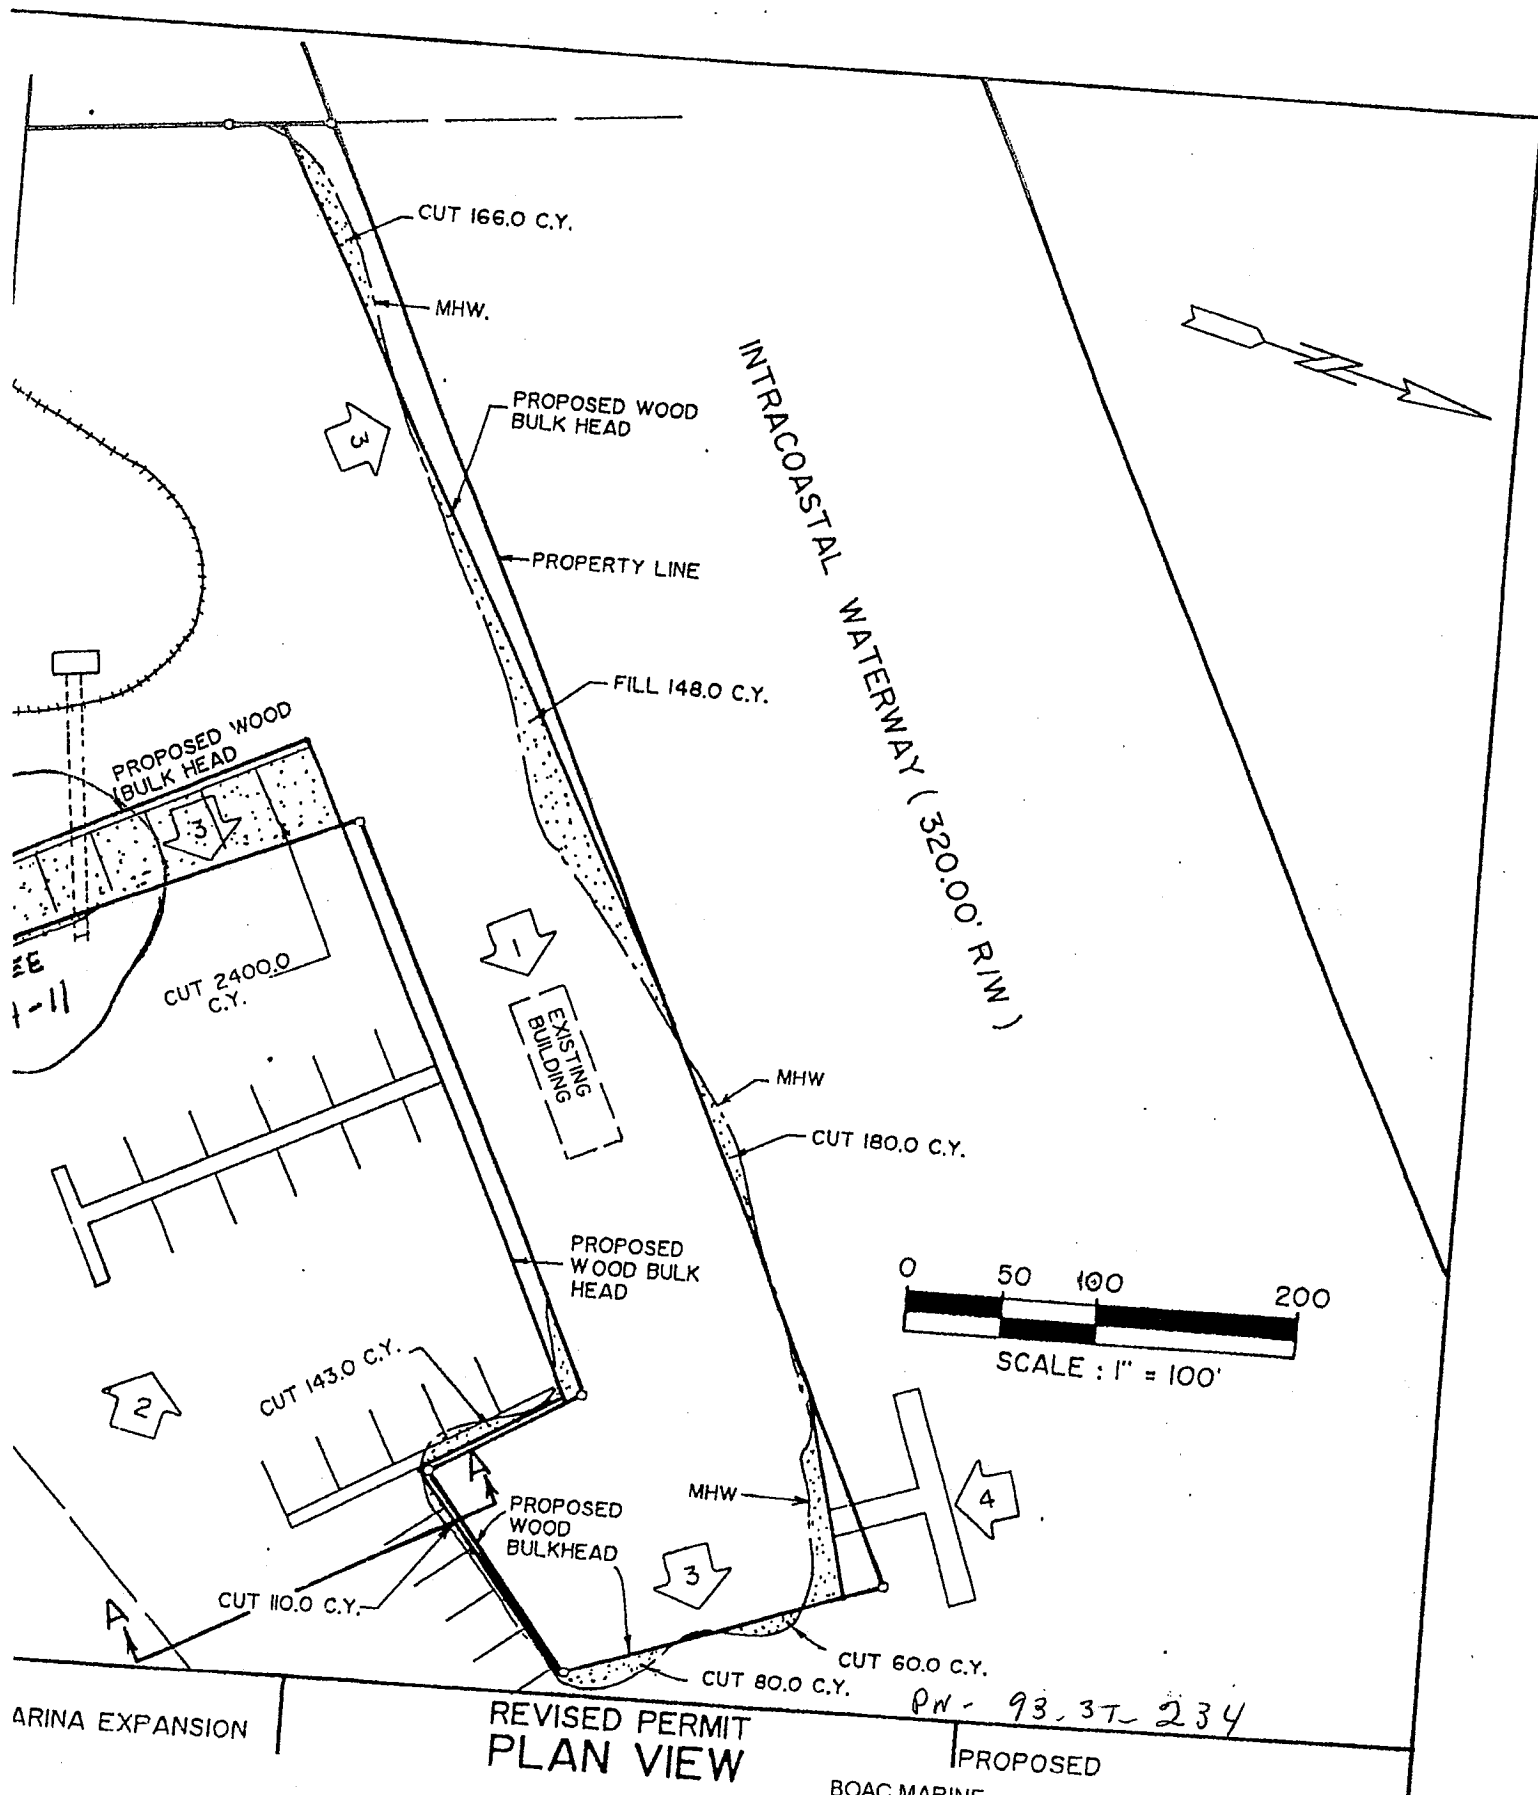 CUT 166.0 C.Y.
MHW.
PROPOSED WOOD
BULK HEAD
PROPERTY LINE
INTRACOASTAL WATERWAY ( 320.00' R/W )
3
FILL 148.0 C.Y.
PROPOSED WOOD
BULK HEAD
3
1
CUT 2400.0
C.Y.
EXISTING
BUILDING
MHW
CUT 180.0 C.Y.
PROPOSED
WOOD BULK
HEAD
0 50 100 200
SCALE : 1" = 100'
CUT 143.0 C.Y.
2
A
MHW
4
PROPOSED
WOOD
BULKHEAD
3
CUT 110.0 C.Y.
A
CUT 60.0 C.Y.
CUT 80.0 C.Y.
PN- 93-3T-234
ARINA EXPANSION
REVISED PERMIT
PLAN VIEW
PROPOSED
BOAC MARINE